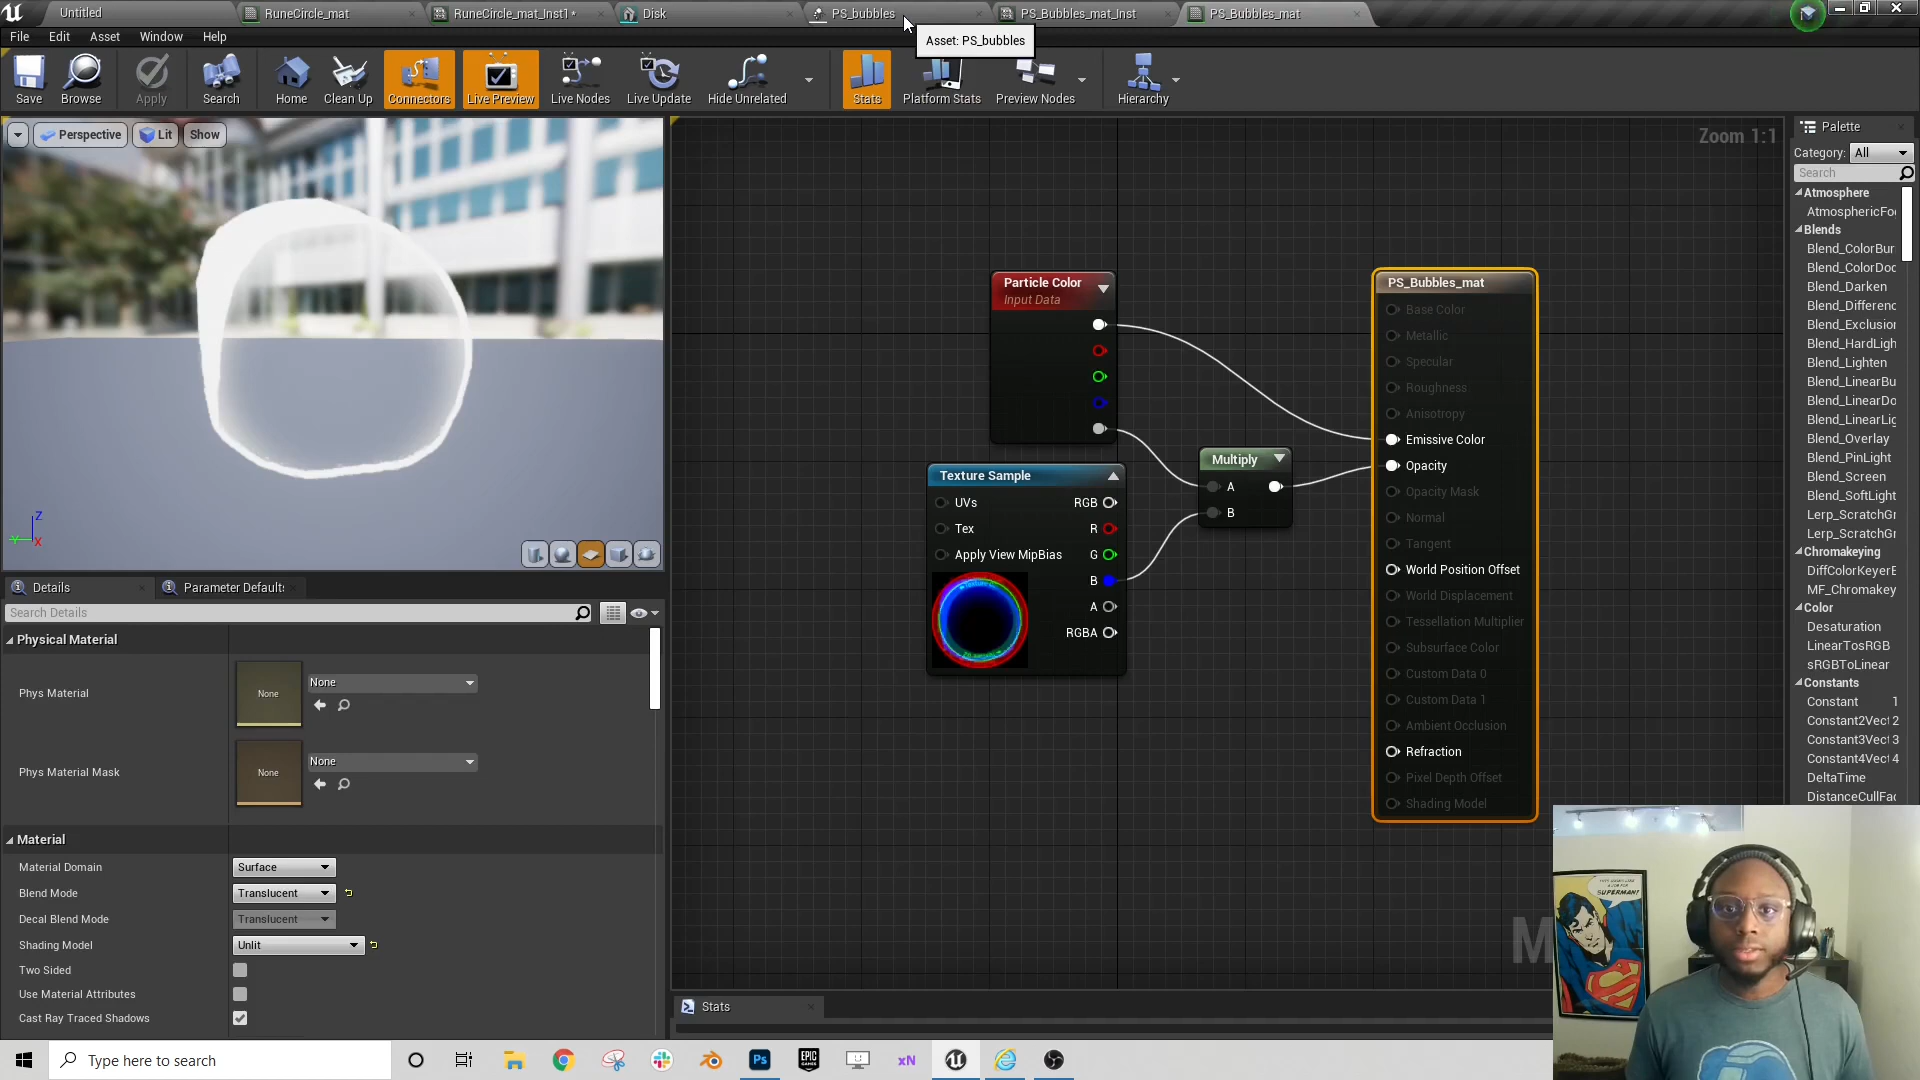 Untitled
RuneCircle_mat
RuneCircle_mat_Inst1*
Disk
PS_bubbles
PS_Bubbles_mat_Inst
PS_Bubbles_mat
File
Edit
Asset
Window
Help
Asset: PS_bubbles
Save
Browse
Apply
Search
Home
Clean Up
Connectors
Live Preview
Live Nodes
Live Update
Hide Unrelated
Stats
Platform Stats
Preview Nodes
Hierarchy
Perspective
Lit
Show
Zoom 1:1
Z
Y
X
Particle Color
Input Data
Texture Sample
UVs
Tex
Apply View MipBias
RGB
R
G
B
A
RGBA
Multiply
A
B
PS_Bubbles_mat
Base Color
Metallic
Specular
Roughness
Anisotropy
Emissive Color
Opacity
Opacity Mask
Normal
Tangent
World Position Offset
World Displacement
Tessellation Multiplier
Subsurface Color
Custom Data 0
Custom Data 1
Ambient Occlusion
Refraction
Pixel Depth Offset
Shading Model
M
Palette
Category: All
Search
Atmosphere
AtmosphericFo
Blends
Blend_ColorBur
Blend_ColorDoc
Blend_Darken
Blend_Differenc
Blend_Exclusion
Blend_HardLigh
Blend_Lighten
Blend_LinearBu
Blend_LinearDo
Blend_LinearLig
Blend_Overlay
Blend_PinLight
Blend_Screen
Blend_SoftLight
Lerp_ScratchGr
Lerp_ScratchGr
Chromakeying
DiffColorKeyerE
MF_Chromakey
Color
Desaturation
LinearTosRGB
sRGBToLinear
Constants
Constant 1
Constant2Vect 2
Constant3Vect 3
Constant4Vect 4
DeltaTime
DistanceCullFac
Details
Parameter Default
Search Details
Physical Material
Phys Material
None
None
Phys Material Mask
None
None
Material
Material Domain
Surface
Blend Mode
Translucent
Decal Blend Mode
Translucent
Shading Model
Unlit
Two Sided
Use Material Attributes
Cast Ray Traced Shadows
Stats
SUPERMAN!
Type here to search
Ps
EPIC
GAMES
xN